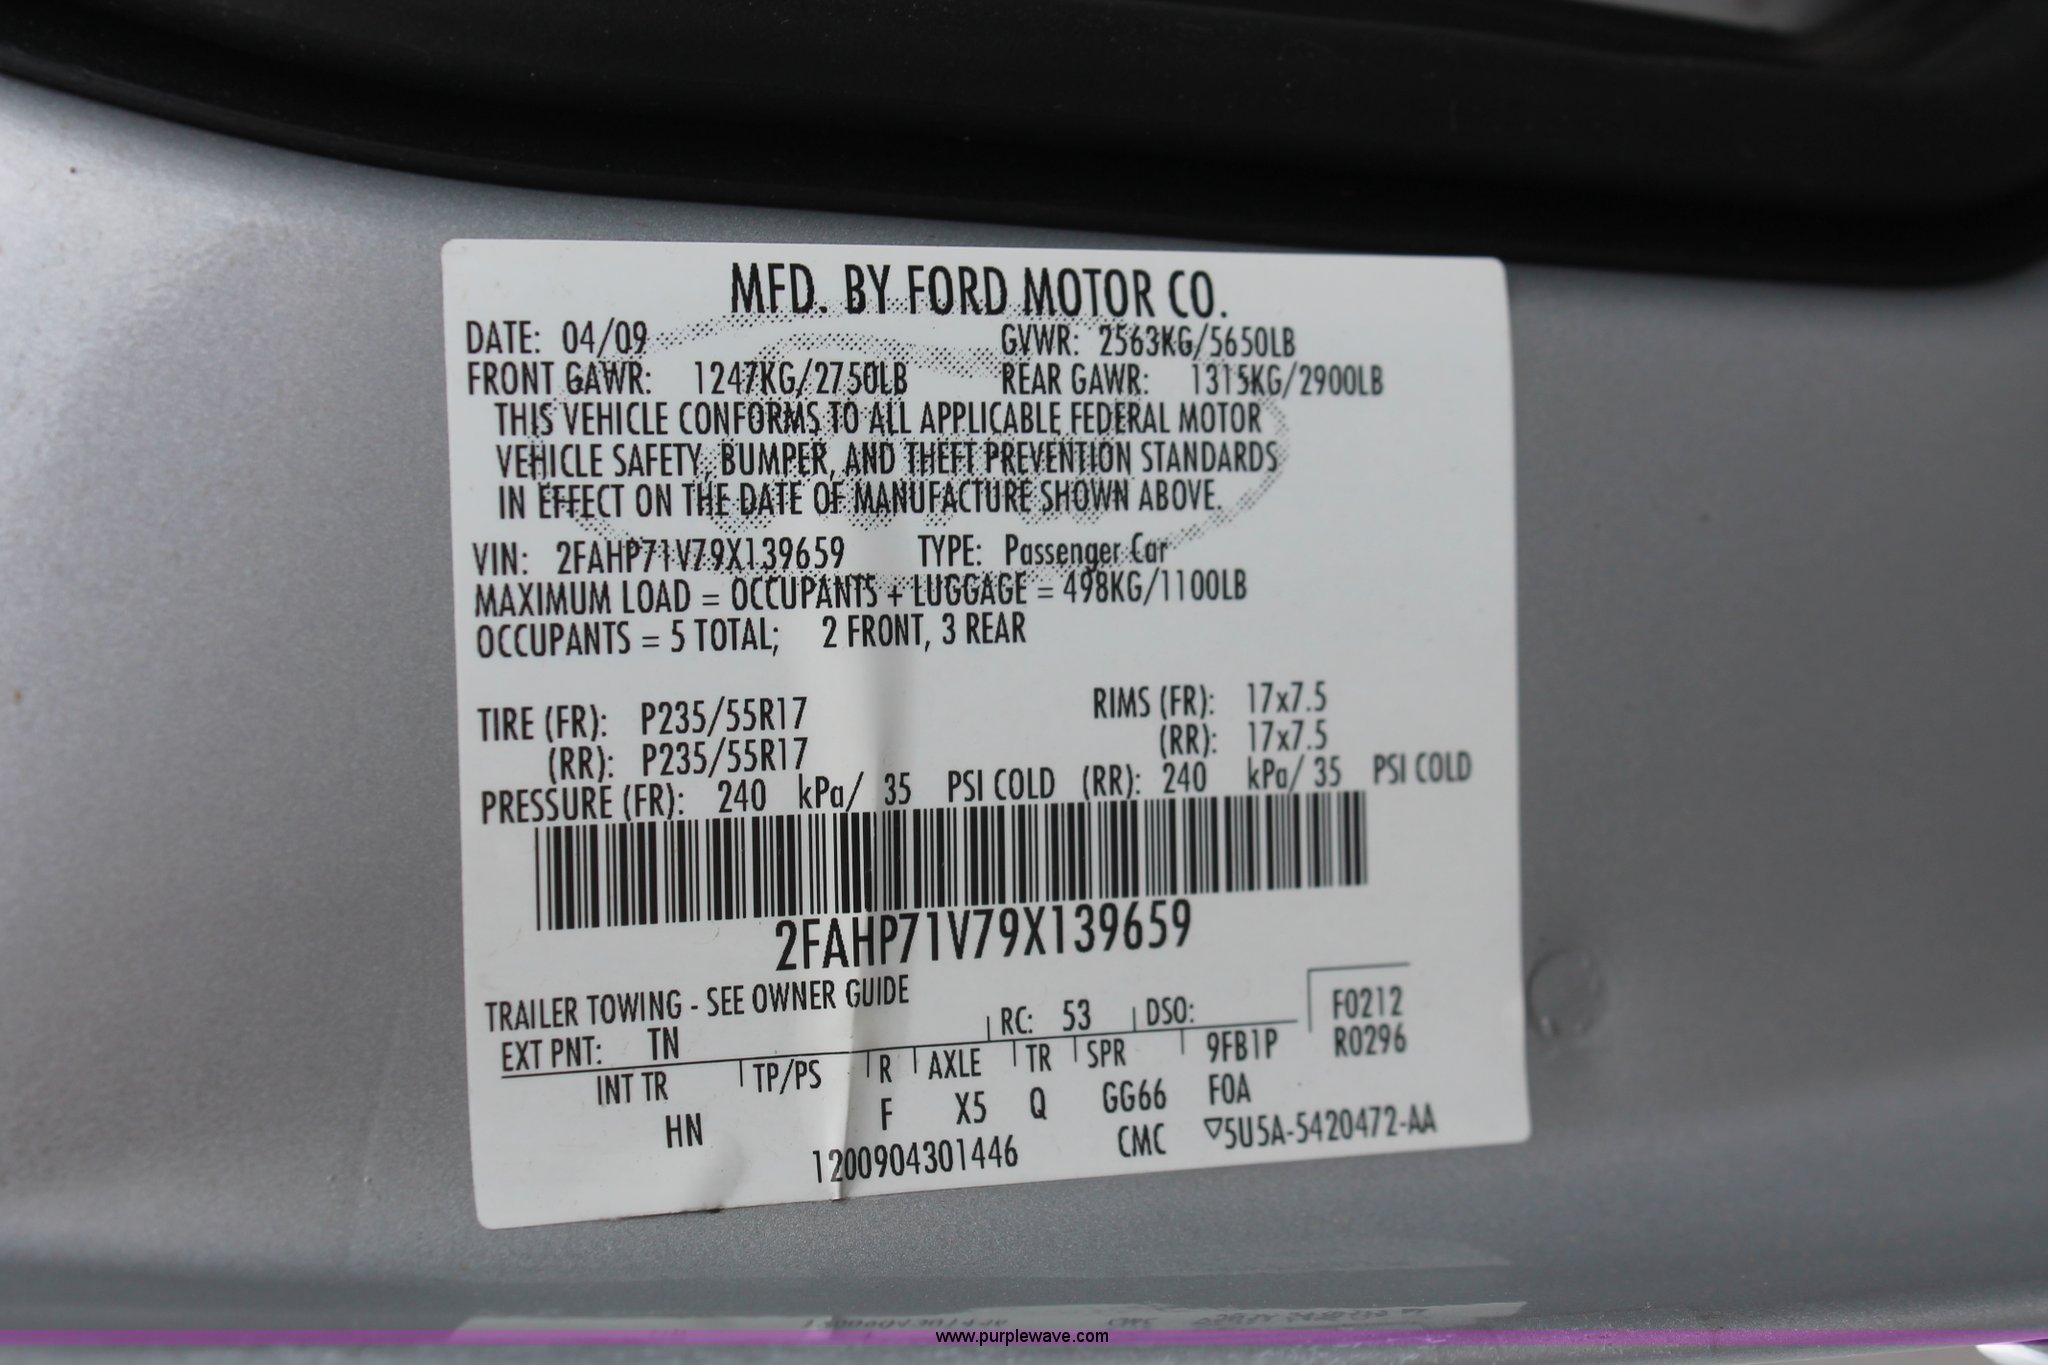 MFD. BY FORD MOTOR CO.
DATE: 04/09 GVWR: 2563KG/5650LB
FRONT GAWR: 1247KG/2750LB REAR GAWR: 1315KG/2900LB
THIS VEHICLE CONFORMS TO ALL APPLICABLE FEDERAL MOTOR
VEHICLE SAFETY, BUMPER, AND THEFT PREVENTION STANDARDS
IN EFFECT ON THE DATE OF MANUFACTURE SHOWN ABOVE.
VIN: 2FAHP71V79X139659 TYPE: Passenger Car
MAXIMUM LOAD = OCCUPANTS + LUGGAGE = 498KG/1100LB
OCCUPANTS = 5 TOTAL; 2 FRONT, 3 REAR
TIRE (FR): P235/55R17 RIMS (FR): 17x7.5
(RR): P235/55R17 (RR): 17x7.5
PRESSURE (FR): 240 kPa/ 35 PSI COLD (RR): 240 kPa/ 35 PSI COLD
2FAHP71V79X139659
TRAILER TOWING - SEE OWNER GUIDE
EXT PNT: TN RC: 53 DSO: F0212
INT TR TP/PS R AXLE TR SPR 9FB1P R0296
HN F X5 Q GG66 F0A
1200904301446 CMC ▽5U5A-5420472-AA
www.purplewave.com